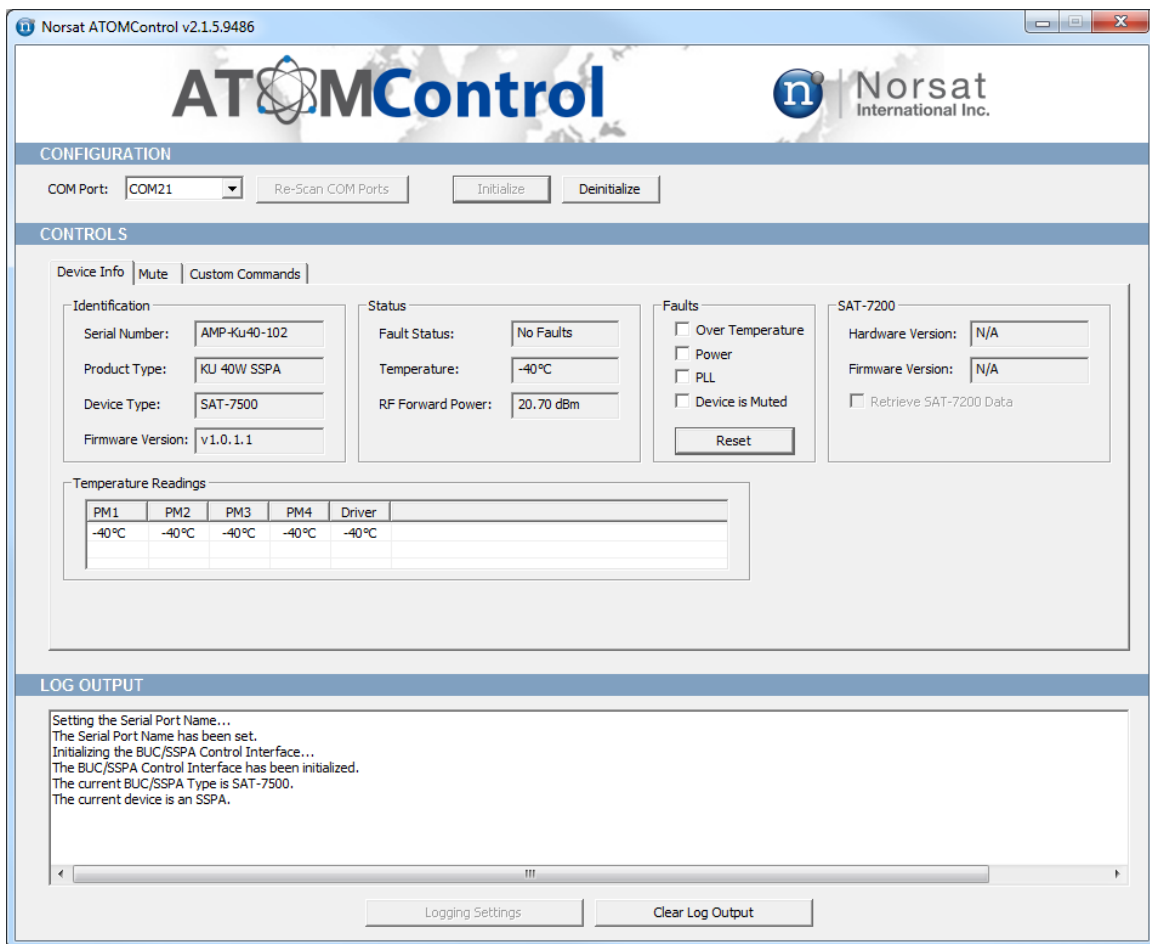 Norsat ATOMControl v2.1.5.9486
ATOMControl
n Norsat
International Inc.
CONFIGURATION
COM Port: COM21 Re-Scan COM Ports Initialize Deinitialize
CONTROLS
Device Info Mute Custom Commands
Identification Status Faults SAT-7200
Serial Number: AMP-Ku40-102 Fault Status: No Faults Over Temperature Hardware Version: N/A
Power
Product Type: KU 40W SSPA Temperature: -40°C PLL Firmware Version: N/A
Device Type: SAT-7500 RF Forward Power: 20.70 dBm Device is Muted Retrieve SAT-7200 Data
Firmware Version: v1.0.1.1 Reset
Temperature Readings
PM1 PM2 PM3 PM4 Driver
-40°C -40°C -40°C -40°C -40°C
LOG OUTPUT
Setting the Serial Port Name...
The Serial Port Name has been set.
Initializing the BUC/SSPA Control Interface...
The BUC/SSPA Control Interface has been initialized.
The current BUC/SSPA Type is SAT-7500.
The current device is an SSPA.
Logging Settings Clear Log Output